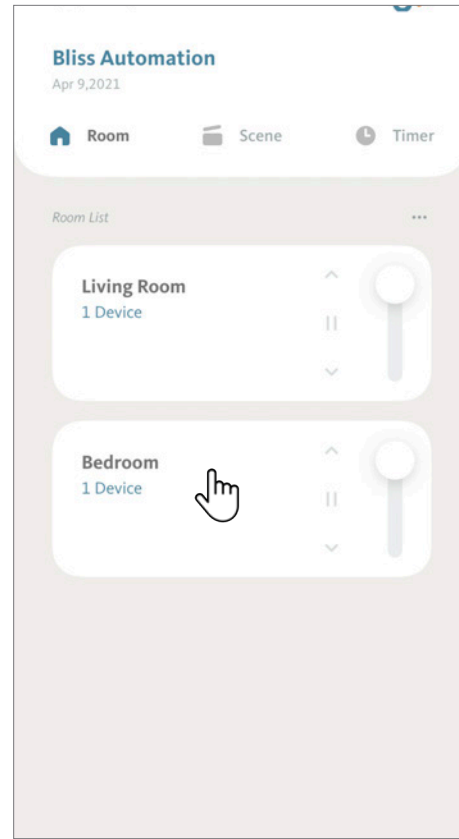 Bliss Automation
Apr 9,2021
Room Scene Timer
Room List
Living Room
1 Device
Bedroom
1 Device